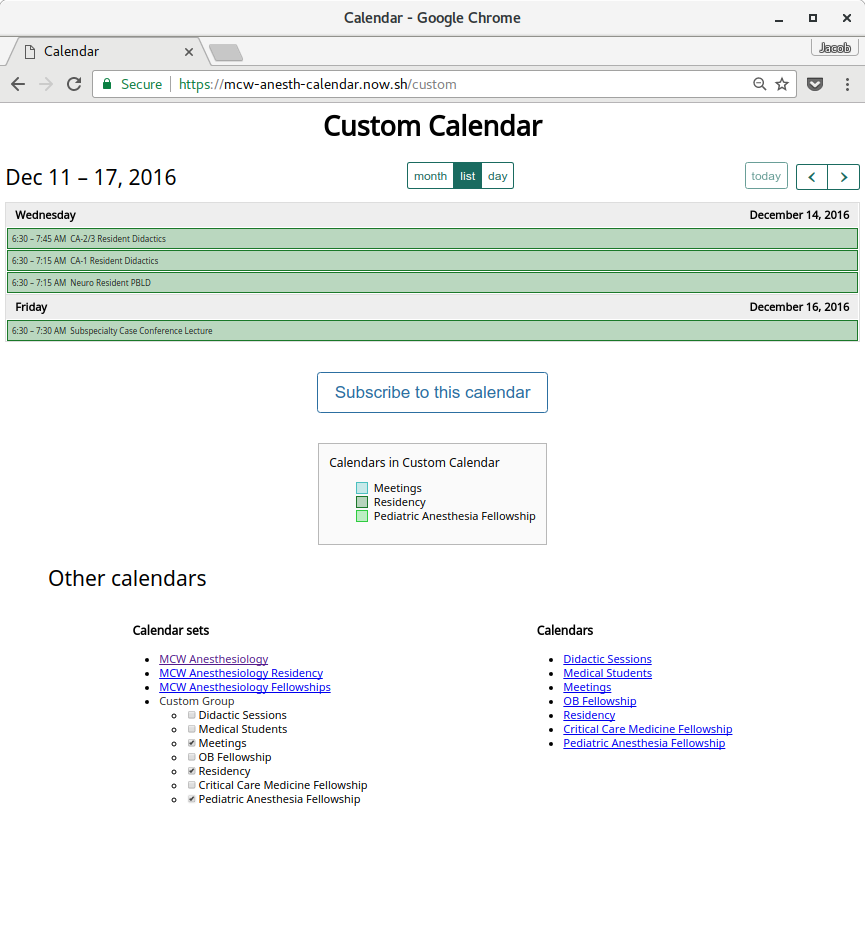 Calendar - Google Chrome
Calendar
Jacob
Secure https://mcw-anesth-calendar.now.sh/custom
Custom Calendar
Dec 11 – 17, 2016
month list day
today
Wednesday December 14, 2016
6:30 – 7:45 AM CA-2/3 Resident Didactics
6:30 – 7:15 AM CA-1 Resident Didactics
6:30 – 7:15 AM Neuro Resident PBLD
Friday December 16, 2016
6:30 – 7:30 AM Subspecialty Case Conference Lecture
Subscribe to this calendar
Calendars in Custom Calendar
Meetings
Residency
Pediatric Anesthesia Fellowship
Other calendars
Calendar sets
MCW Anesthesiology
MCW Anesthesiology Residency
MCW Anesthesiology Fellowships
Custom Group
Didactic Sessions
Medical Students
Meetings
OB Fellowship
Residency
Critical Care Medicine Fellowship
Pediatric Anesthesia Fellowship
Calendars
Didactic Sessions
Medical Students
Meetings
OB Fellowship
Residency
Critical Care Medicine Fellowship
Pediatric Anesthesia Fellowship